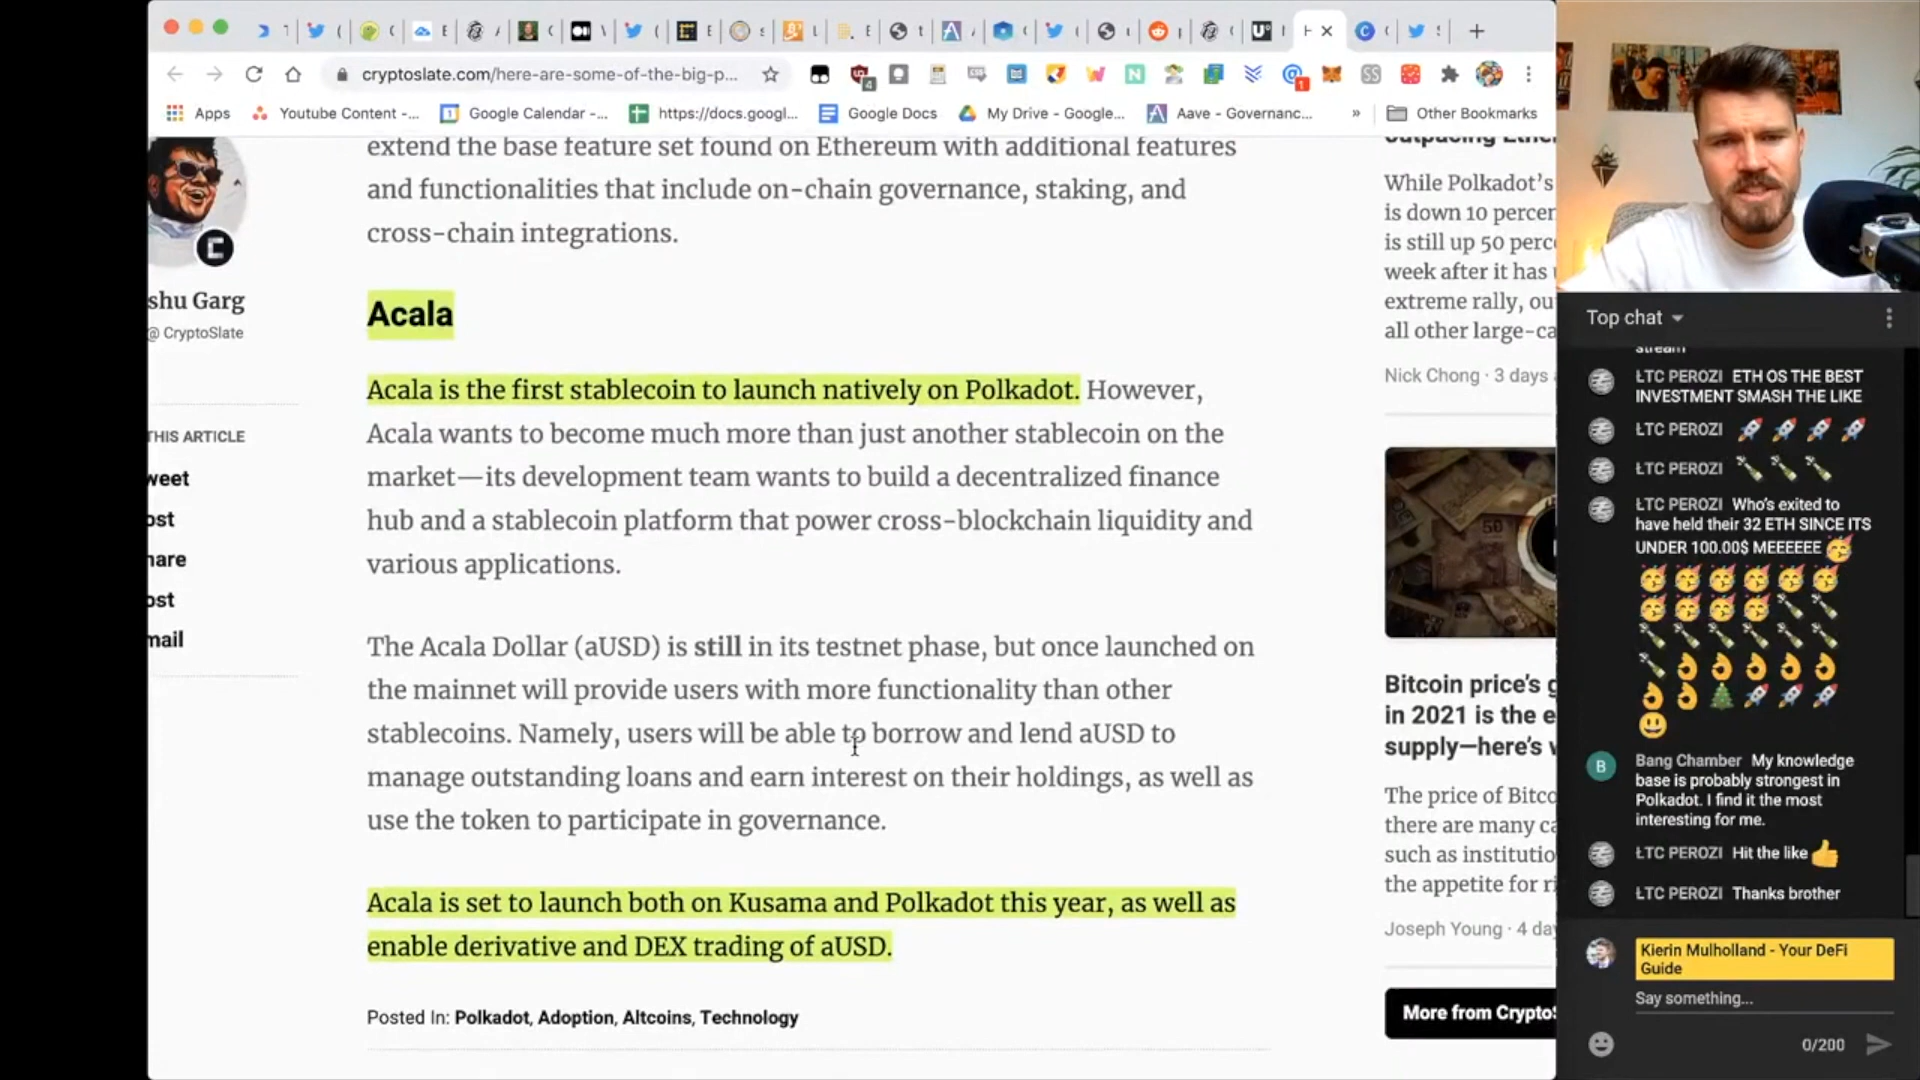 cryptoslate.com/here-are-some-of-the-big-p...
Apps
Youtube Content -...
Google Calendar -...
https://docs.googl...
Google Docs
My Drive - Google...
Aave - Governanc...
»
Other Bookmarks
extend the base feature set found on Ethereum with additional features
and functionalities that include on-chain governance, staking, and
cross-chain integrations.
shu Garg
@ CryptoSlate
THIS ARTICLE
weet
ost
hare
ost
mail
Acala
Acala is the first stablecoin to launch natively on Polkadot. However,
Acala wants to become much more than just another stablecoin on the
market—its development team wants to build a decentralized finance
hub and a stablecoin platform that power cross-blockchain liquidity and
various applications.
The Acala Dollar (aUSD) is still in its testnet phase, but once launched on
the mainnet will provide users with more functionality than other
stablecoins. Namely, users will be able to borrow and lend aUSD to
manage outstanding loans and earn interest on their holdings, as well as
use the token to participate in governance.
Acala is set to launch both on Kusama and Polkadot this year, as well as
enable derivative and DEX trading of aUSD.
Posted In: Polkadot, Adoption, Altcoins, Technology
While Polkadot's
is down 10 percen
is still up 50 perc
week after it has
extreme rally, ou
all other large-ca
Nick Chong · 3 days
Bitcoin price's g
in 2021 is the e
supply—here's
The price of Bitco
there are many ca
such as institutio
the appetite for ri
Joseph Young · 4 da
More from CryptoS
Top chat
stream
ŁTC PEROZI ETH OS THE BEST
INVESTMENT SMASH THE LIKE
ŁTC PEROZI 🚀🚀🚀🚀
ŁTC PEROZI 🍾🍾🍾
ŁTC PEROZI Who's exited to
have held their 32 ETH SINCE ITS
UNDER 100.00$ MEEEEEE 🥳
🥳🥳🥳🥳🥳🥳
🥳🥳🥳🥳🍾🍾
🍾🍾🍾🍾🍾🍾
🍾👌👌👌👌👌
👌👌🎄🚀🚀🚀
😃
B
Bang Chamber My knowledge
base is probably strongest in
Polkadot. I find it the most
interesting for me.
ŁTC PEROZI Hit the like 👍
ŁTC PEROZI Thanks brother
Kierin Mulholland - Your DeFi
Guide
Say something...
0/200